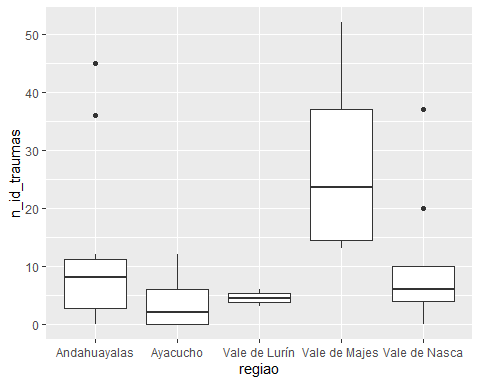 n_id_traumas
50
40
30
20
10
0
Andahuayalas Ayacucho Vale de Lurín Vale de Majes Vale de Nasca
regiao